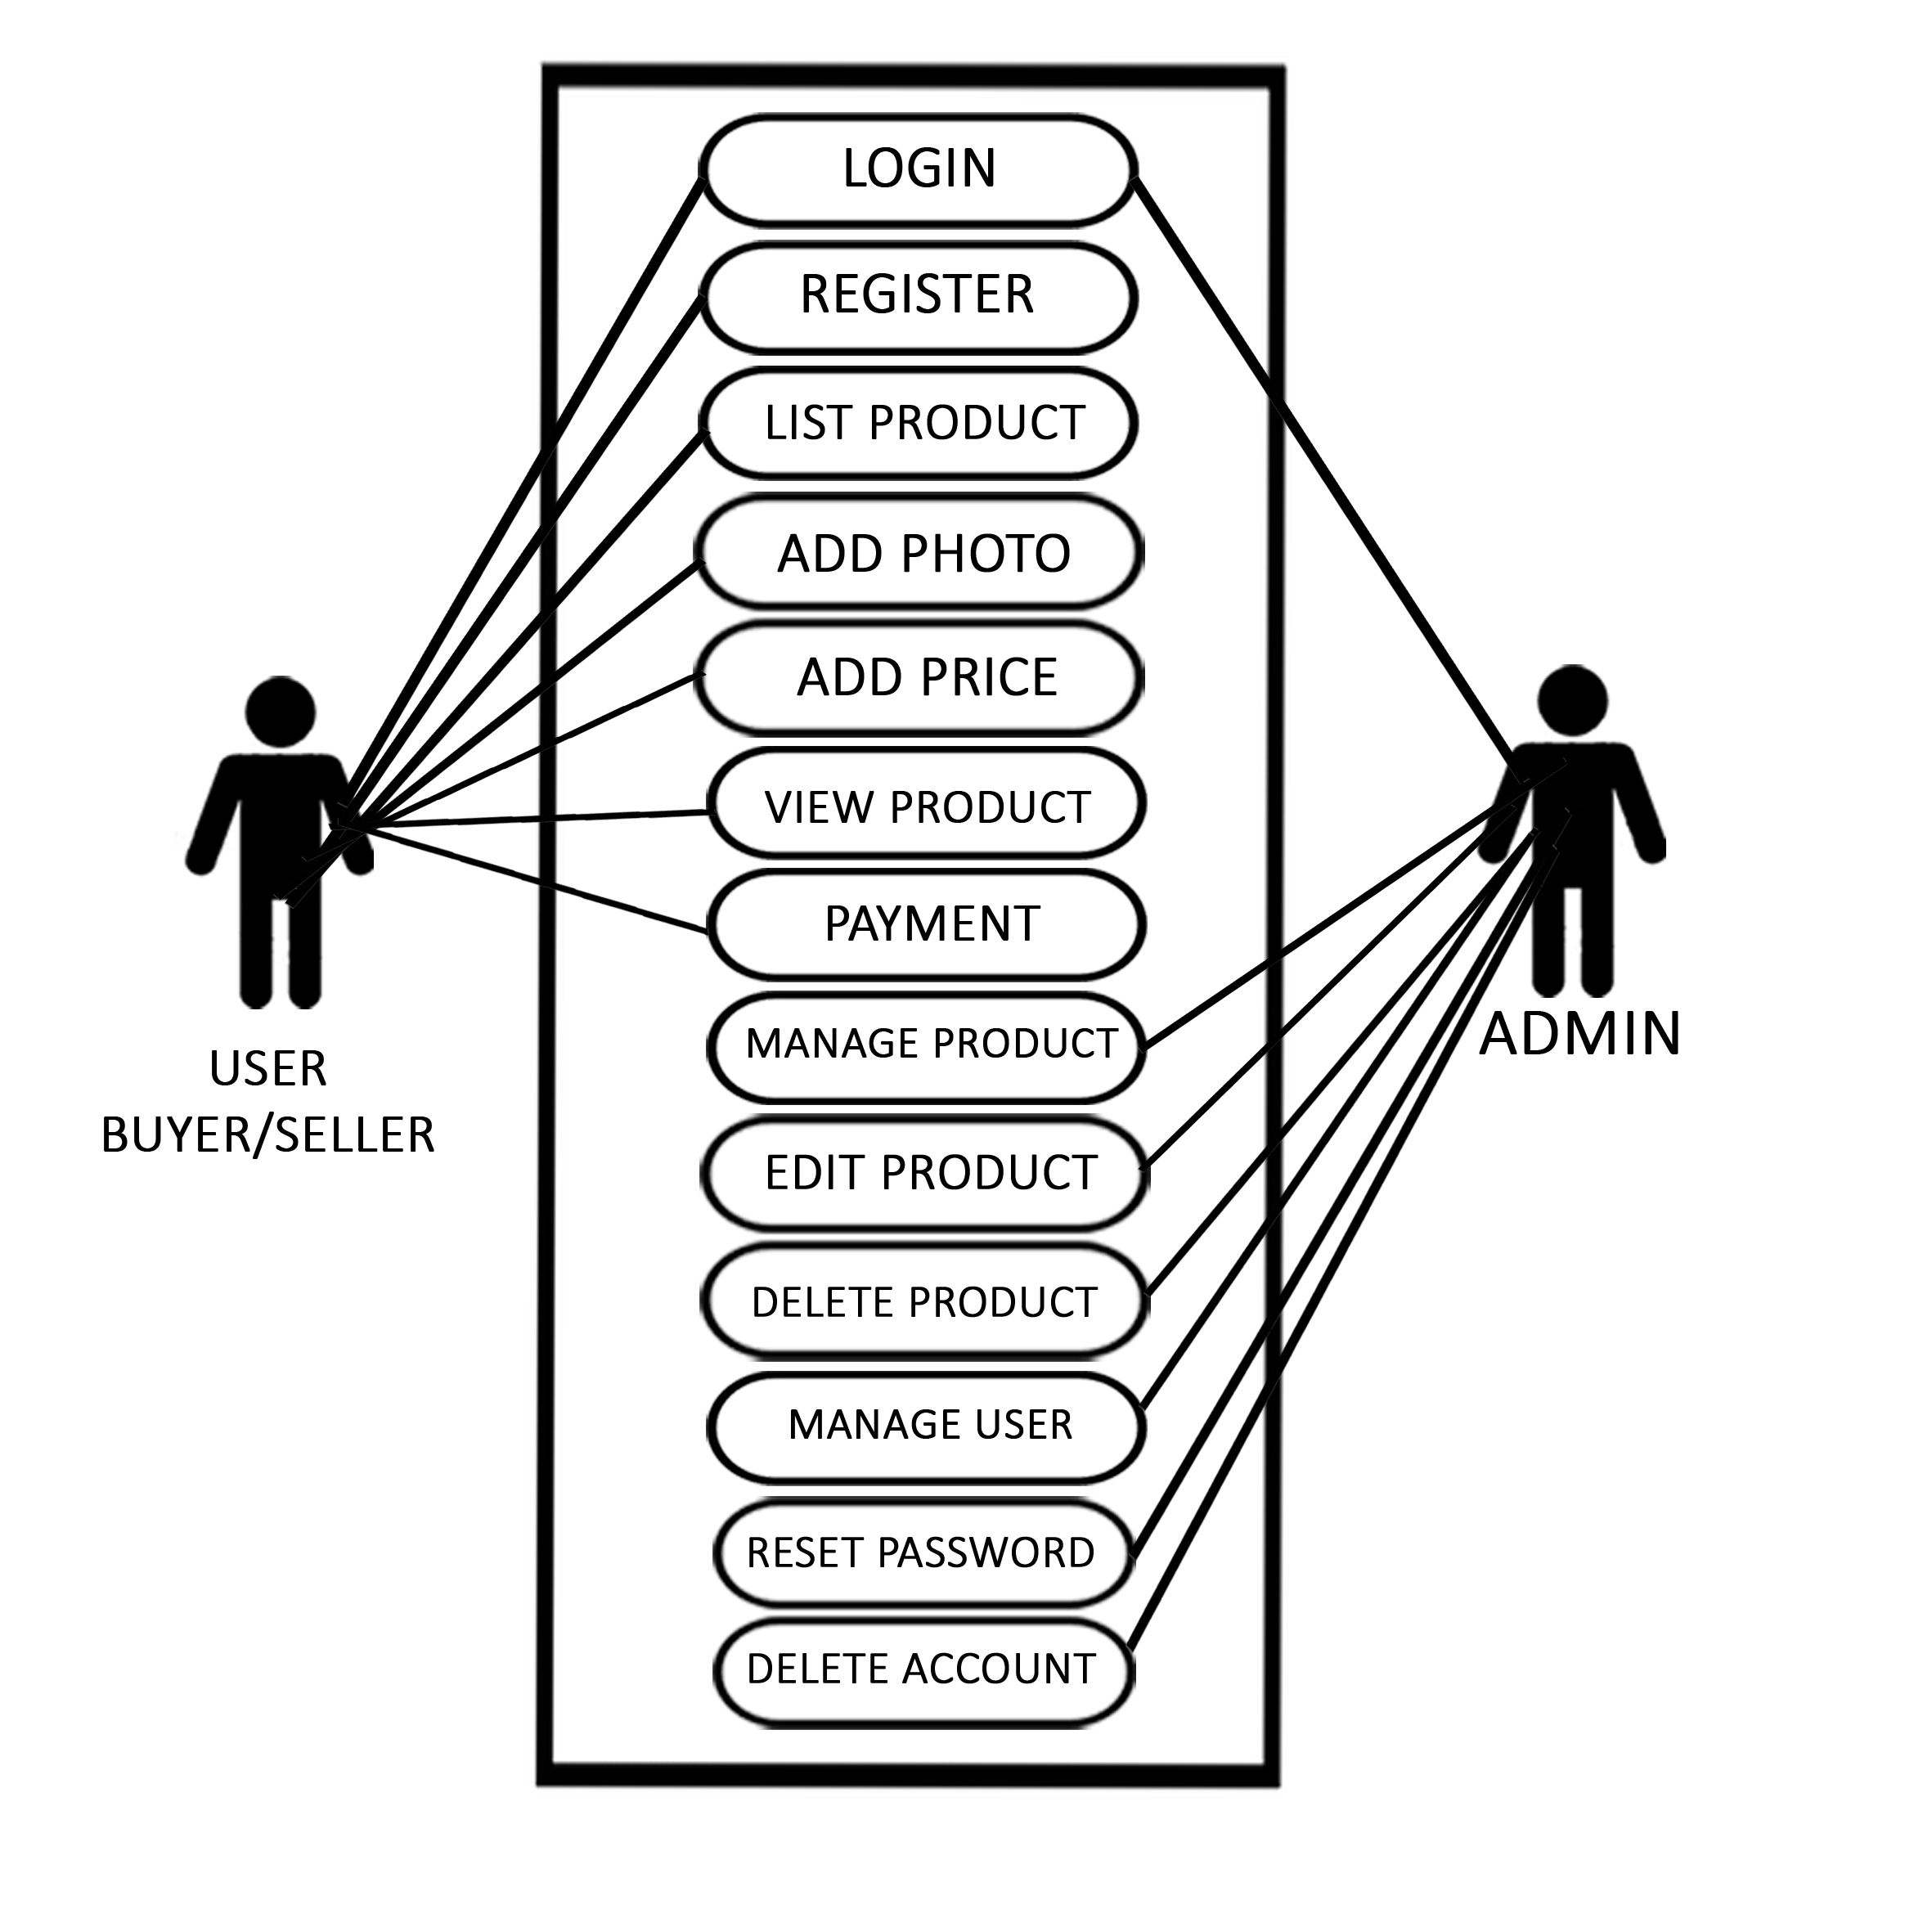 LOGIN
REGISTER
LIST PRODUCT
ADD PHOTO
ADD PRICE
VIEW PRODUCT
PAYMENT
MANAGE PRODUCT
EDIT PRODUCT
DELETE PRODUCT
MANAGE USER
RESET PASSWORD
DELETE ACCOUNT
USER
BUYER/SELLER
ADMIN